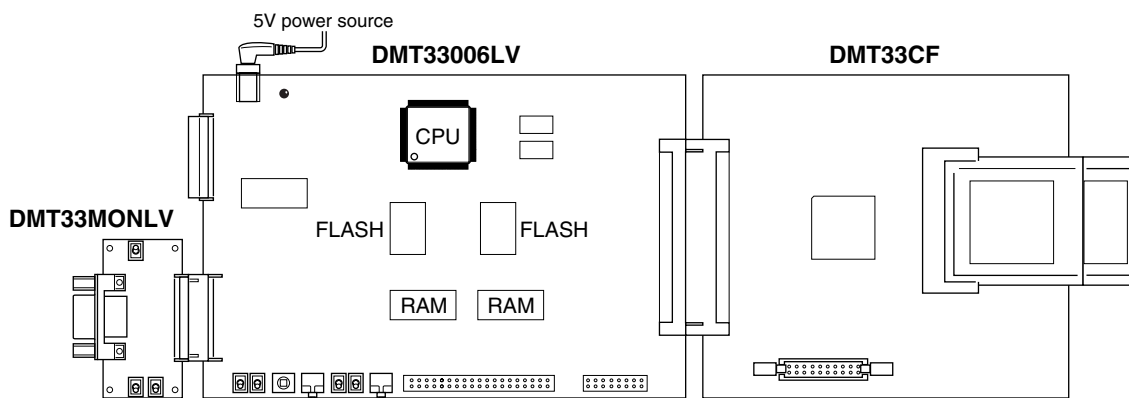 5V power source
DMT33006LV
DMT33CF
CPU
DMT33MONLV
FLASH
FLASH
RAM
RAM